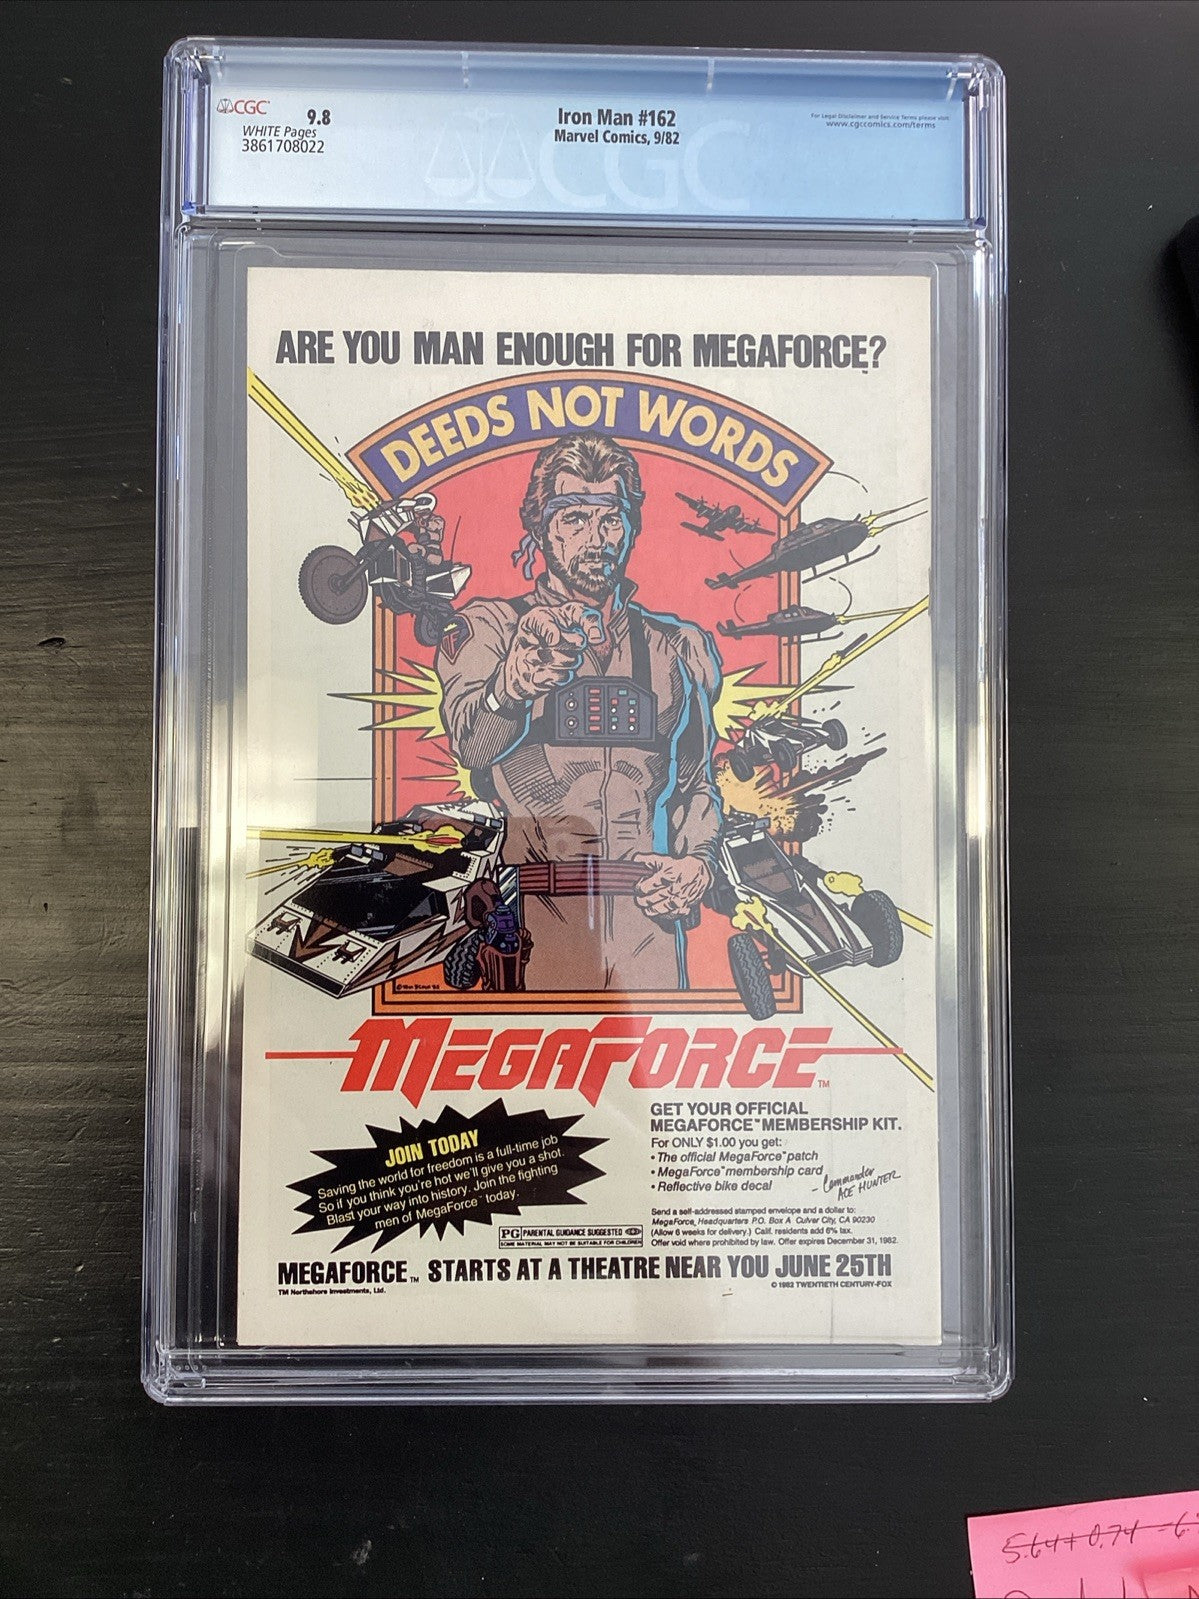 CGC
9.8
WHITE Pages
3861708022
Iron Man #162
Marvel Comics, 9/82
For Legal Disclaimer and Service Terms please visit
www.cgccomics.com/terms
CGC
ARE YOU MAN ENOUGH FOR MEGAFORCE?
DEEDS NOT WORDS
MEGAFORCE™
JOIN TODAY
Saving the world for freedom is a full-time job
So if you think you're hot we'll give you a shot.
Blast your way into history. Join the fighting
men of MegaForce™ today.
GET YOUR OFFICIAL
MEGAFORCE™ MEMBERSHIP KIT.
For ONLY $1.00 you get:
• The official MegaForce™ patch
• MegaForce™ membership card
• Reflective bike decal
– Commander
ACE HUNTER
Send a self-addressed stamped envelope and a dollar to:
MegaForce, Headquarters P.O. Box A Culver City, CA 90230
(Allow 6 weeks for delivery.) Calif. residents add 6% tax.
Offer void where prohibited by law. Offer expires December 31, 1982.
PG PARENTAL GUIDANCE SUGGESTED
SOME MATERIAL MAY NOT BE SUITABLE FOR CHILDREN
MEGAFORCE™ STARTS AT A THEATRE NEAR YOU JUNE 25TH
TM Northshore Investments, Ltd.
© 1982 TWENTIETH CENTURY-FOX
5.64+0.74